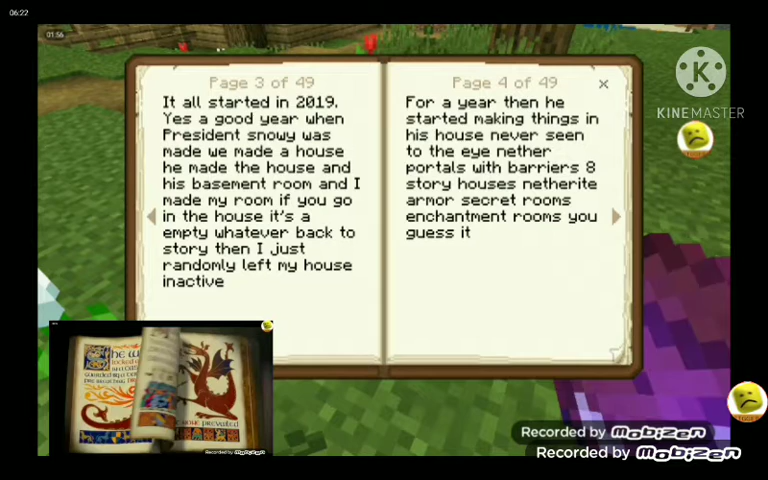 06:22
01:56
Page 3 of 49
It all started in 2019.
Yes a good year when
President snowy was
made we made a house
he made the house and
his basement room and I
made my room if you go
in the house it's a
empty whatever back to
story then I just
randomly left my house
inactive
Page 4 of 49
For a year then he
started making things in
his house never seen
to the eye nether
portals with barriers 8
story houses netherite
armor secret rooms
enchantment rooms you
guess it
K
KINEMASTER
Recorded by mobizen
Recorded by mobizen
Recorded by mobizen